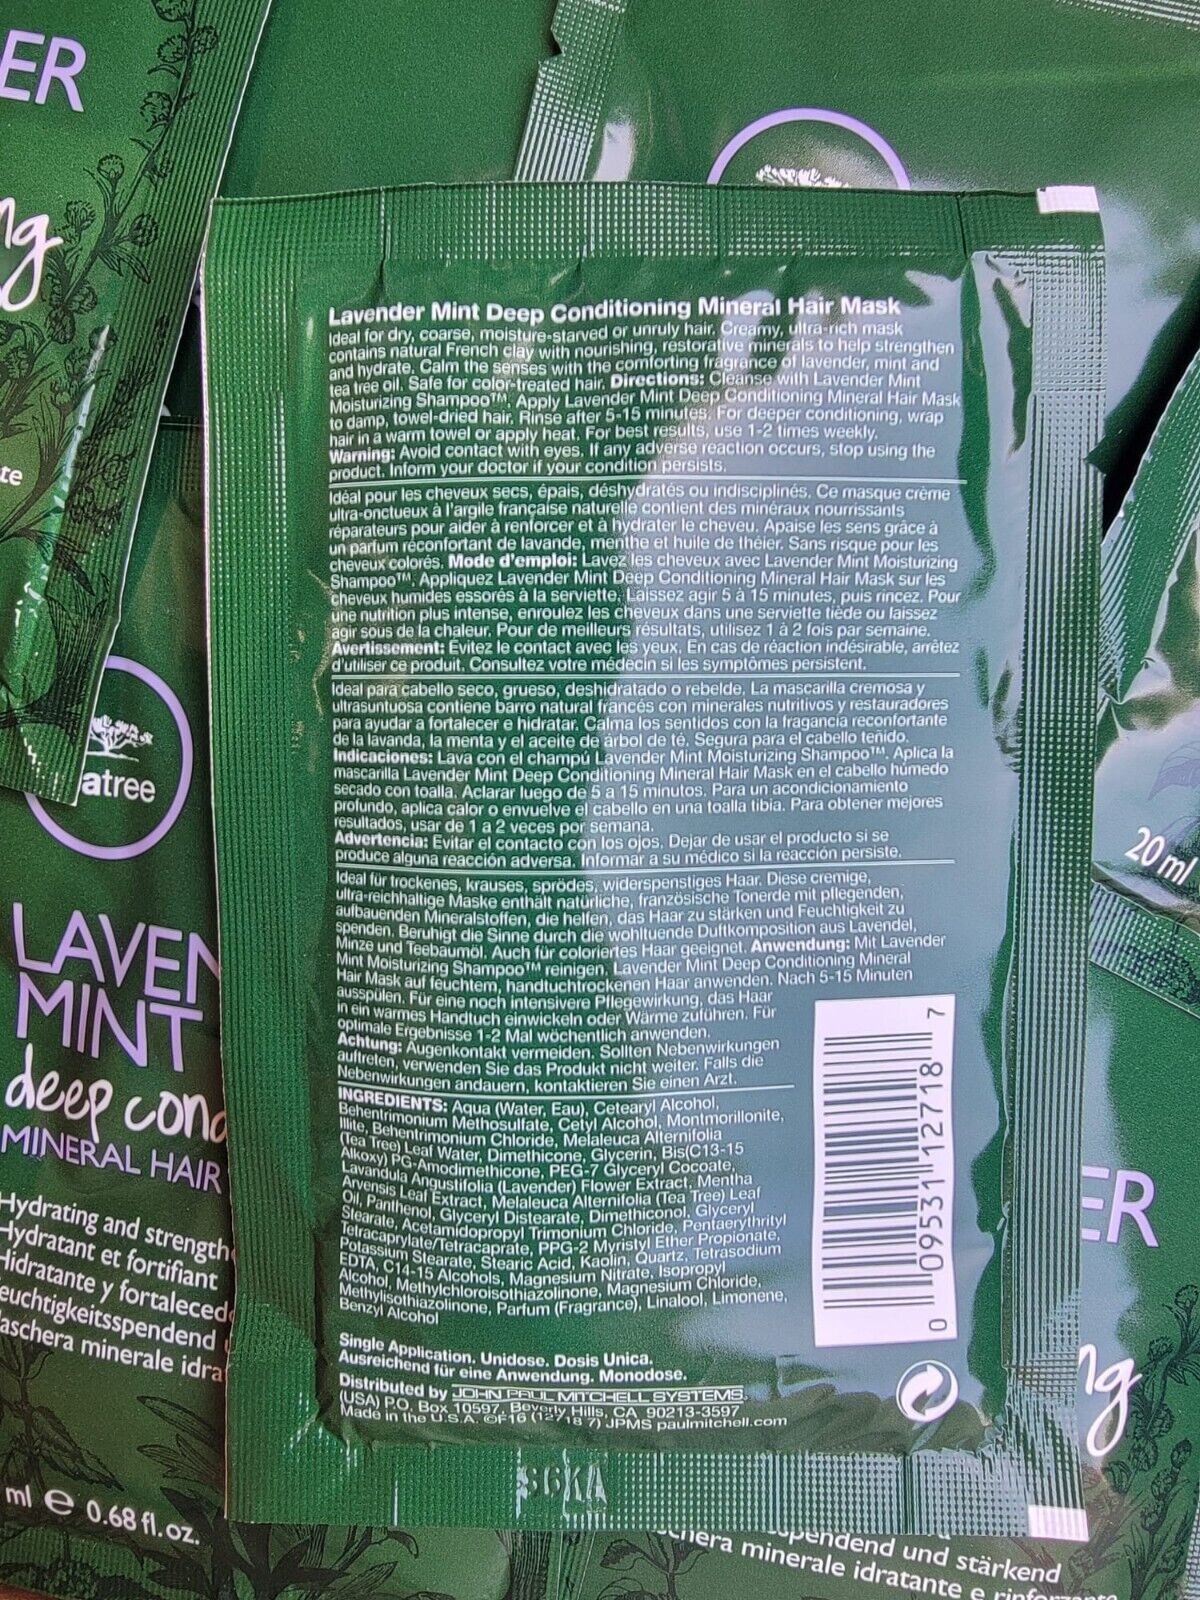 ER
ng
te
Lavender Mint Deep Conditioning Mineral Hair Mask
Ideal for dry, coarse, moisture-starved or unruly hair. Creamy, ultra-rich mask
contains natural French clay with nourishing, restorative minerals to help strengthen
and hydrate. Calm the senses with the comforting fragrance of lavender, mint and
tea tree oil. Safe for color-treated hair. Directions: Cleanse with Lavender Mint
Moisturizing Shampoo™. Apply Lavender Mint Deep Conditioning Mineral Hair Mask
to damp, towel-dried hair. Rinse after 5-15 minutes. For deeper conditioning, wrap
hair in a warm towel or apply heat. For best results, use 1-2 times weekly.
Warning: Avoid contact with eyes. If any adverse reaction occurs, stop using the
product. Inform your doctor if your condition persists.
Idéal pour les cheveux secs, épais, déshydratés ou indisciplinés. Ce masque crème
ultra-onctueux à l'argile française naturelle contient des minéraux nourrissants
réparateurs pour aider à renforcer et à hydrater le cheveu. Apaise les sens grâce à
un parfum réconfortant de lavande, menthe et huile de théier. Sans risque pour les
cheveux colorés. Mode d'emploi: Lavez les cheveux avec Lavender Mint Moisturizing
Shampoo™. Appliquez Lavender Mint Deep Conditioning Mineral Hair Mask sur les
cheveux humides essorés à la serviette. Laissez agir 5 à 15 minutes, puis rincez. Pour
une nutrition plus intense, enroulez les cheveux dans une serviette tiède ou laissez
agir sous de la chaleur. Pour de meilleurs résultats, utilisez 1 à 2 fois par semaine.
Avertissement: Évitez le contact avec les yeux. En cas de réaction indésirable, arrêtez
d'utiliser ce produit. Consultez votre médecin si les symptômes persistent.
Ideal para cabello seco, grueso, deshidratado o rebelde. La mascarilla cremosa y
ultrasuntuosa contiene barro natural francés con minerales nutritivos y restauradores
para ayudar a fortalecer e hidratar. Calma los sentidos con la fragancia reconfortante
de la lavanda, la menta y el aceite de árbol de té. Segura para el cabello teñido.
Indicaciones: Lava con el champú Lavender Mint Moisturizing Shampoo™. Aplica la
mascarilla Lavender Mint Deep Conditioning Mineral Hair Mask en el cabello húmedo
secado con toalla. Aclarar luego de 5 a 15 minutos. Para un acondicionamiento
profundo, aplica calor o envuelve el cabello en una toalla tibia. Para obtener mejores
resultados, usar de 1 a 2 veces por semana.
Advertencia: Evitar el contacto con los ojos. Dejar de usar el producto si se
produce alguna reacción adversa. Informar a su médico si la reacción persiste.
Ideal für trockenes, krauses, sprödes, widerspenstiges Haar. Diese cremige,
ultra-reichhaltige Maske enthält natürliche, französische Tonerde mit pflegenden,
aufbauenden Mineralstoffen, die helfen, das Haar zu stärken und Feuchtigkeit zu
spenden. Beruhigt die Sinne durch die wohltuende Duftkomposition aus Lavendel,
Minze und Teebaumöl. Auch für coloriertes Haar geeignet. Anwendung: Mit Lavender
Mint Moisturizing Shampoo™ reinigen. Lavender Mint Deep Conditioning Mineral
Hair Mask auf feuchtem, handtuchtrockenen Haar anwenden. Nach 5-15 Minuten
ausspülen. Für eine noch intensivere Pflegewirkung, das Haar
in ein warmes Handtuch einwickeln oder Wärme zuführen. Für
optimale Ergebnisse 1-2 Mal wöchentlich anwenden.
Achtung: Augenkontakt vermeiden. Sollten Nebenwirkungen
auftreten, verwenden Sie das Produkt nicht weiter. Falls die
Nebenwirkungen andauern, kontaktieren Sie einen Arzt.
INGREDIENTS: Aqua (Water, Eau), Cetearyl Alcohol,
Behentrimonium Methosulfate, Cetyl Alcohol, Montmorillonite,
Illite, Behentrimonium Chloride, Melaleuca Alternifolia
(Tea Tree) Leaf Water, Dimethicone, Glycerin, Bis(C13-15
Alkoxy) PG-Amodimethicone, PEG-7 Glyceryl Cocoate,
Lavandula Angustifolia (Lavender) Flower Extract, Mentha
Arvensis Leaf Extract, Melaleuca Alternifolia (Tea Tree) Leaf
Oil, Panthenol, Glyceryl Distearate, Dimethiconol, Glyceryl
Stearate, Acetamidopropyl Trimonium Chloride, Pentaerythrityl
Tetracaprylate/Tetracaprate, PPG-2 Myristyl Ether Propionate,
Potassium Stearate, Stearic Acid, Kaolin, Quartz, Tetrasodium
EDTA, C14-15 Alcohols, Magnesium Nitrate, Isopropyl
Alcohol, Methylchloroisothiazolinone, Magnesium Chloride,
Methylisothiazolinone, Parfum (Fragrance), Linalool, Limonene,
Benzyl Alcohol
Single Application. Unidose. Dosis Unica.
Ausreichend für eine Anwendung. Monodose.
Distributed by JOHN PAUL MITCHELL SYSTEMS.
(USA) P.O. Box 10597, Beverly Hills, CA 90213-3597
Made in the U.S.A. ©F16 (12718 7) JPMS paulmitchell.com
0 09531 12718 7
S6KA
atree
LAVEN
MINT
deep cond
MINERAL HAIR
Hydrating and strength
Hydratant et fortifiant
Hidratante y fortalecedo
euchtigkeitsspendend u
aschera minerale idra
ml e 0.68 fl. oz.
20 ml
ER
ng
spendend und stärkend
chera minerale idratante e rinforzante